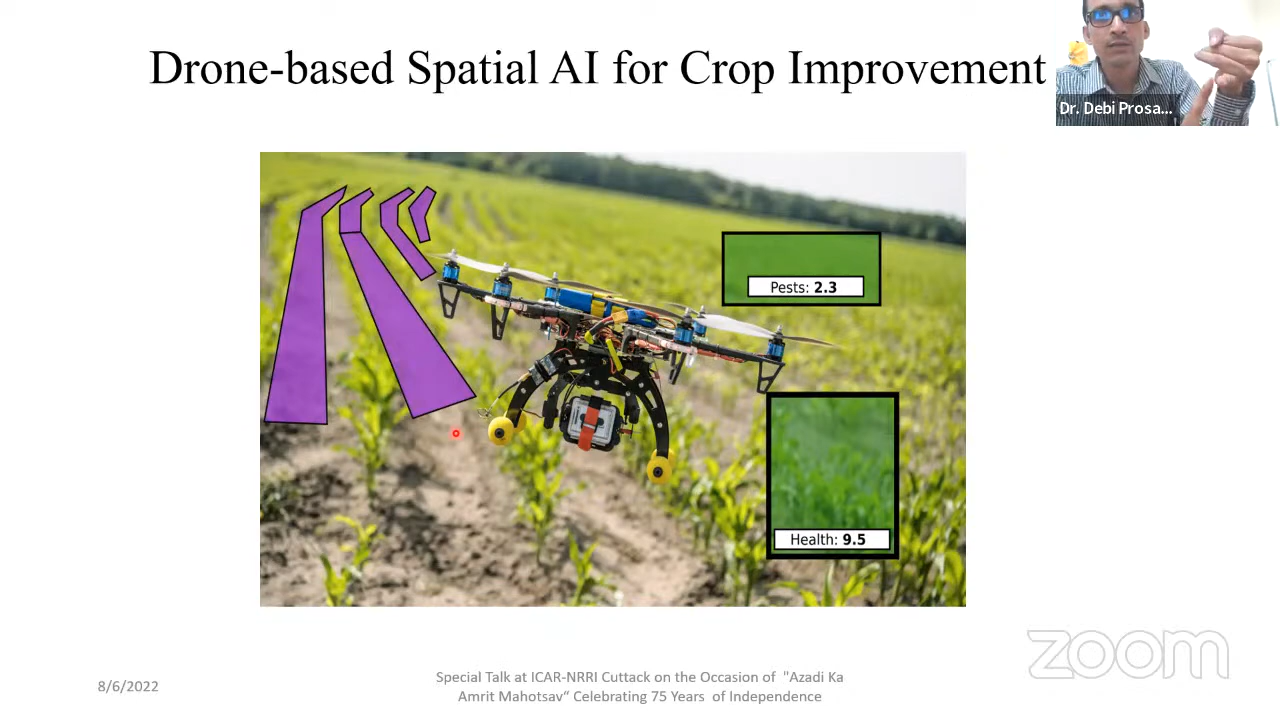 Drone-based Spatial AI for Crop Improvement
Dr. Debi Prosa...
Pests: 2.3
Health: 9.5
zoom
8/6/2022
Special Talk at ICAR-NRRI Cuttack on the Occasion of "Azadi Ka
Amrit Mahotsav“ Celebrating 75 Years of Independence